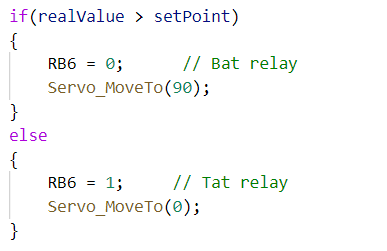 if(realValue > setPoint)
{
    RB6 = 0;      // Bat relay
    Servo_MoveTo(90);
}
else
{
    RB6 = 1;     // Tat relay
    Servo_MoveTo(0);
}